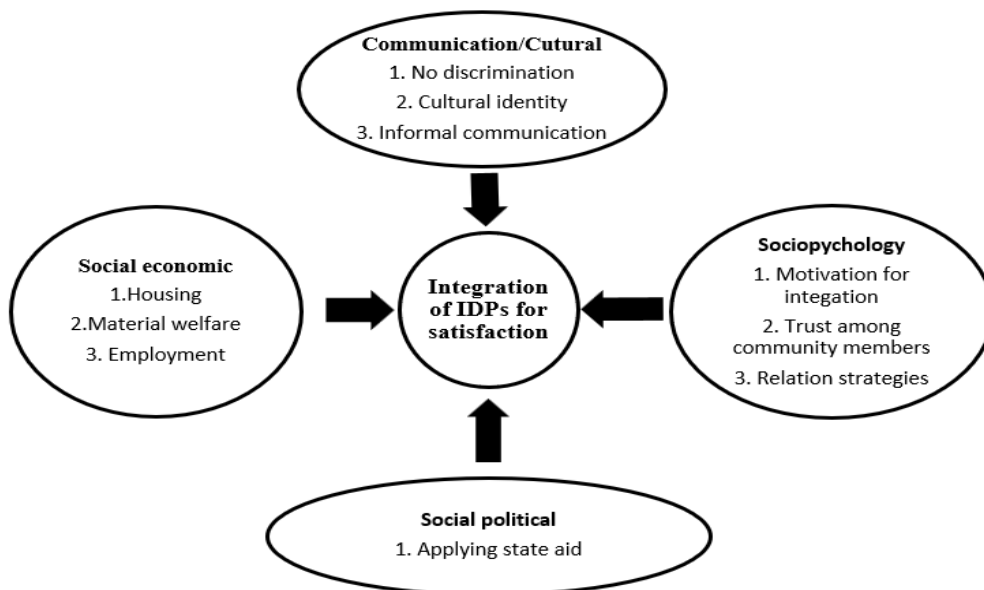 Communication/Cutural
1. No discrimination
2. Cultural identity
3. Informal communication
Social economic
1.Housing
2.Material welfare
3. Employment
Integration
of IDPs for
satisfaction
Sociopychology
1. Motivation for
integation
2. Trust among
community members
3. Relation strategies
Social political
1. Applying state aid